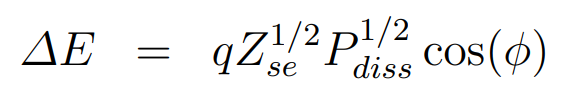 ΔE = qZ_{se}^{1/2} P_{diss}^{1/2} cos(ϕ)